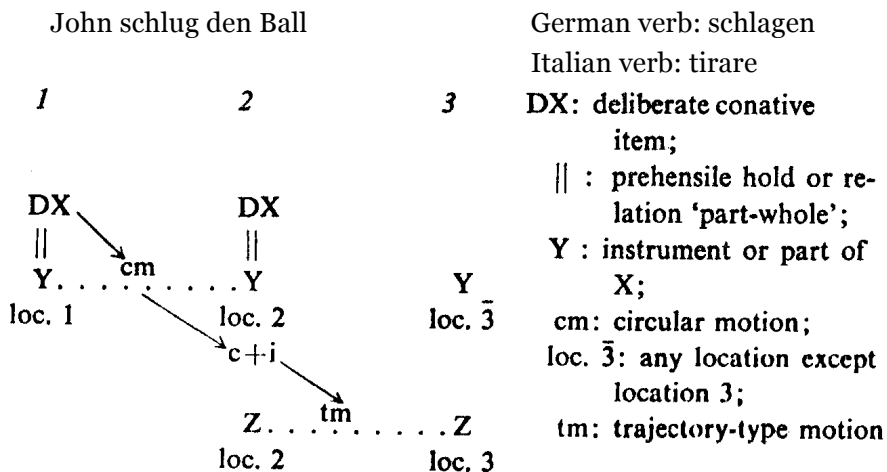 John schlug den Ball
German verb: schlagen
Italian verb: tirare
1 2 3
DX: deliberate conative
item;
|| : prehensile hold or re-
lation ‘part-whole’;
Y : instrument or part of
X;
cm: circular motion;
loc. 3̄: any location except
location 3;
tm: trajectory-type motion
DX DX
|| ||
cm
Y. . . . . . . . . .Y Y
loc. 1 loc. 2 loc. 3̄
c+i
tm
Z. . . . . . . . . .Z
loc. 2 loc. 3